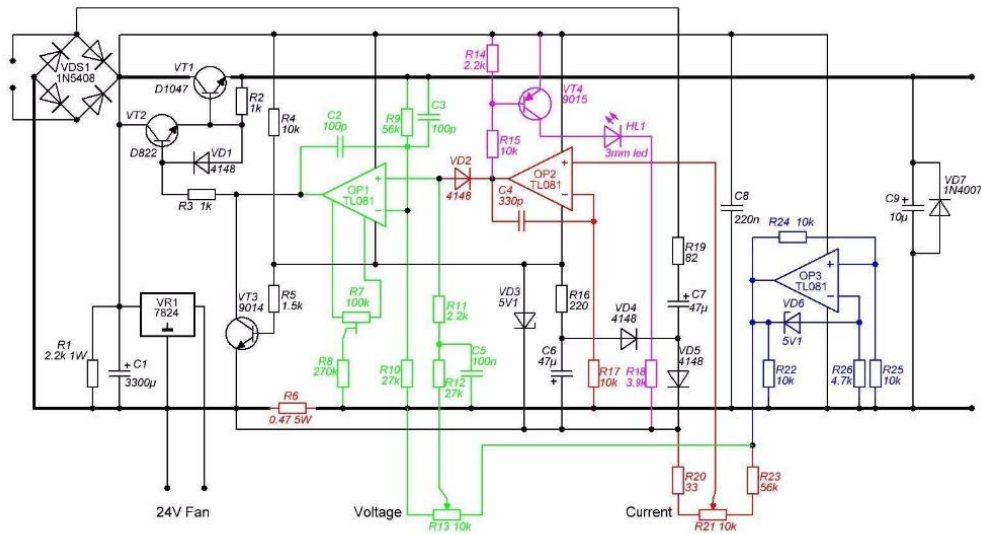 VDS1
1N5408
VT1
D1047
VT2
D822
VD1
4148
R2
1k
R3 1k
R4
10k
C2
100p
R9
56k
C3
100p
R14
2.2k
VT4
9015
R15
10k
HL1
3mm led
VD2
4148
OP1
TL081
OP2
TL081
C4
330p
C8
220n
R24 10k
OP3
TL081
C9
10µ
VD7
1N4007
VD6
5V1
R19
82
C7
47µ
VR1
7824
VT3
9014
R5
1.5k
R7
100k
R11
2.2k
VD3
5V1
R16
220
VD4
4148
VD5
4148
R1
2.2k 1W
C1
3300µ
R8
270k
R10
27k
C5
100n
R12
27k
C6
47µ
R17
10k
R18
3.9k
R22
10k
R26
4.7k
R25
10k
R6
0.47 5W
R20
33
R23
56k
24V Fan
Voltage
R13 10k
Current
R21 10k